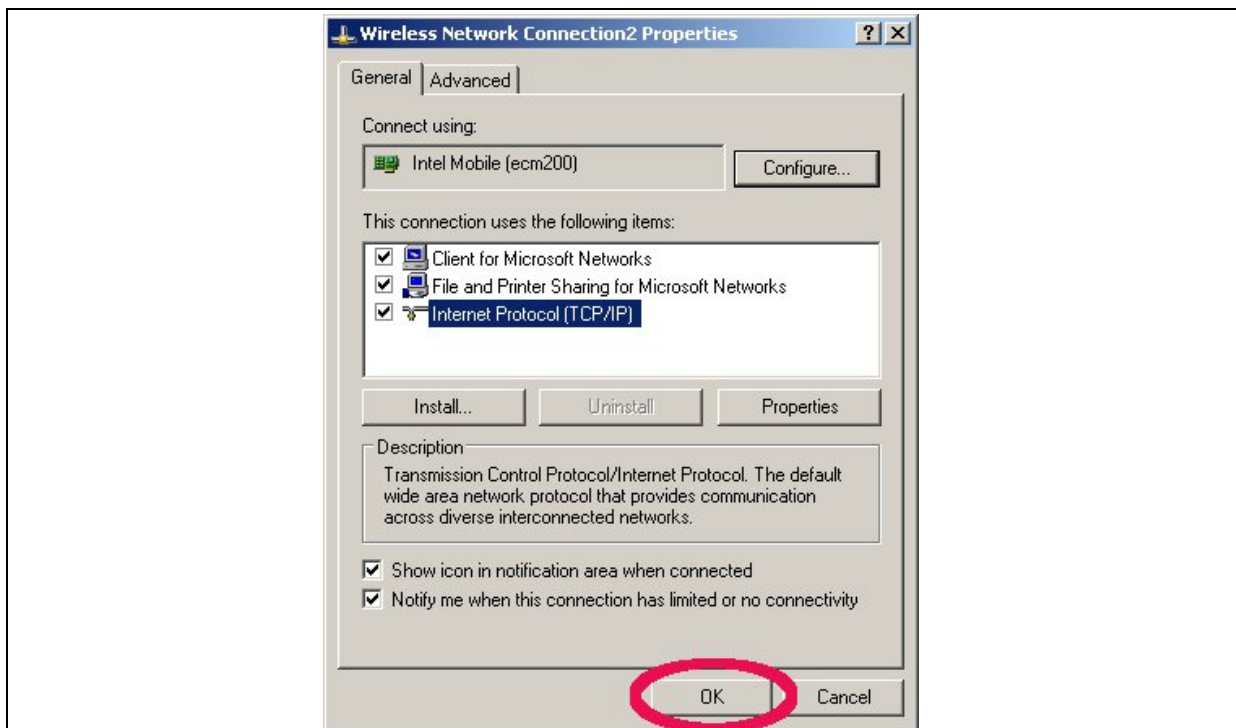 Wireless Network Connection2 Properties
?
General Advanced
Connect using:
Intel Mobile (ecm200) Configure...
This connection uses the following items:
Client for Microsoft Networks
File and Printer Sharing for Microsoft Networks
Internet Protocol (TCP/IP)
Install... Uninstall Properties
Description
Transmission Control Protocol/Internet Protocol. The default
wide area network protocol that provides communication
across diverse interconnected networks.
Show icon in notification area when connected
Notify me when this connection has limited or no connectivity
OK Cancel